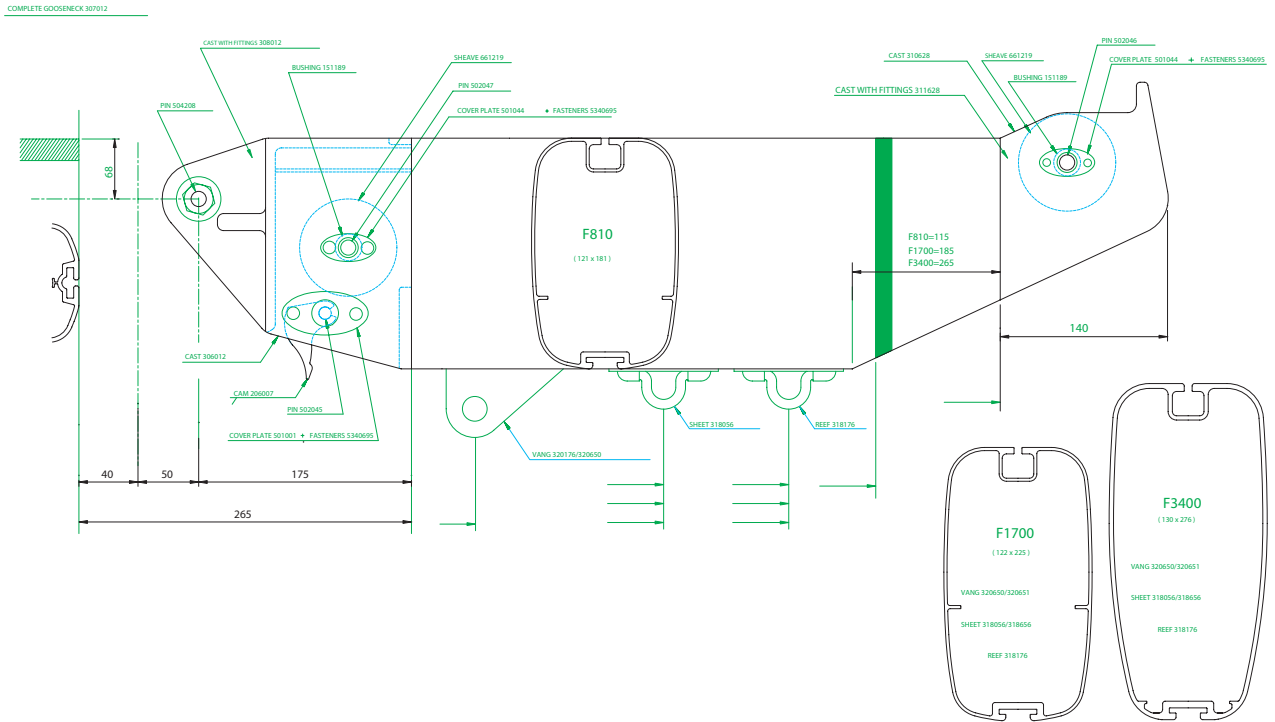 COMPLETE GOOSENECK 307012
CAST WITH FITTINGS 308012
BUSHING 151189
SHEAVE 661219
PIN 502047
COVER PLATE 501044 + FASTENERS 5340695
PIN 504208
CAST 310628
SHEAVE 661219
PIN 502046
COVER PLATE 501044 + FASTENERS 5340695
BUSHING 151189
CAST WITH FITTINGS 311628
68
F810
( 121 x 181 )
F810=115
F1700=185
F3400=265
140
CAST 306012
CAM 206007
PIN 502045
COVER PLATE 501001 + FASTENERS 5340695
SHEET 318056
REEF 318176
VANG 320176/320650
40
50
175
265
F1700
( 122 x 225 )
VANG 320650/320651
SHEET 318056/318656
REEF 318176
F3400
( 130 x 276 )
VANG 320650/320651
SHEET 318056/318656
REEF 318176